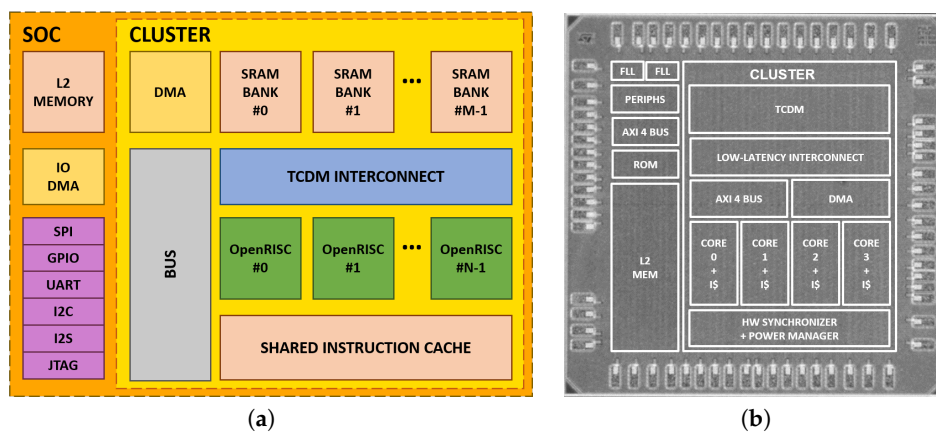 SOC
CLUSTER
L2
MEMORY
DMA
SRAM
BANK
#0
SRAM
BANK
#1
...
SRAM
BANK
#M-1
IO
DMA
BUS
TCDM INTERCONNECT
SPI
GPIO
UART
I2C
I2S
JTAG
OpenRISC
#0
OpenRISC
#1
...
OpenRISC
#N-1
SHARED INSTRUCTION CACHE
(a)
FLL
FLL
PERIPHS
AXI 4 BUS
ROM
L2
MEM
CLUSTER
TCDM
LOW-LATENCY INTERCONNECT
AXI 4 BUS
DMA
CORE
0
+
I$
CORE
1
+
I$
CORE
2
+
I$
CORE
3
+
I$
HW SYNCHRONIZER
+ POWER MANAGER
(b)